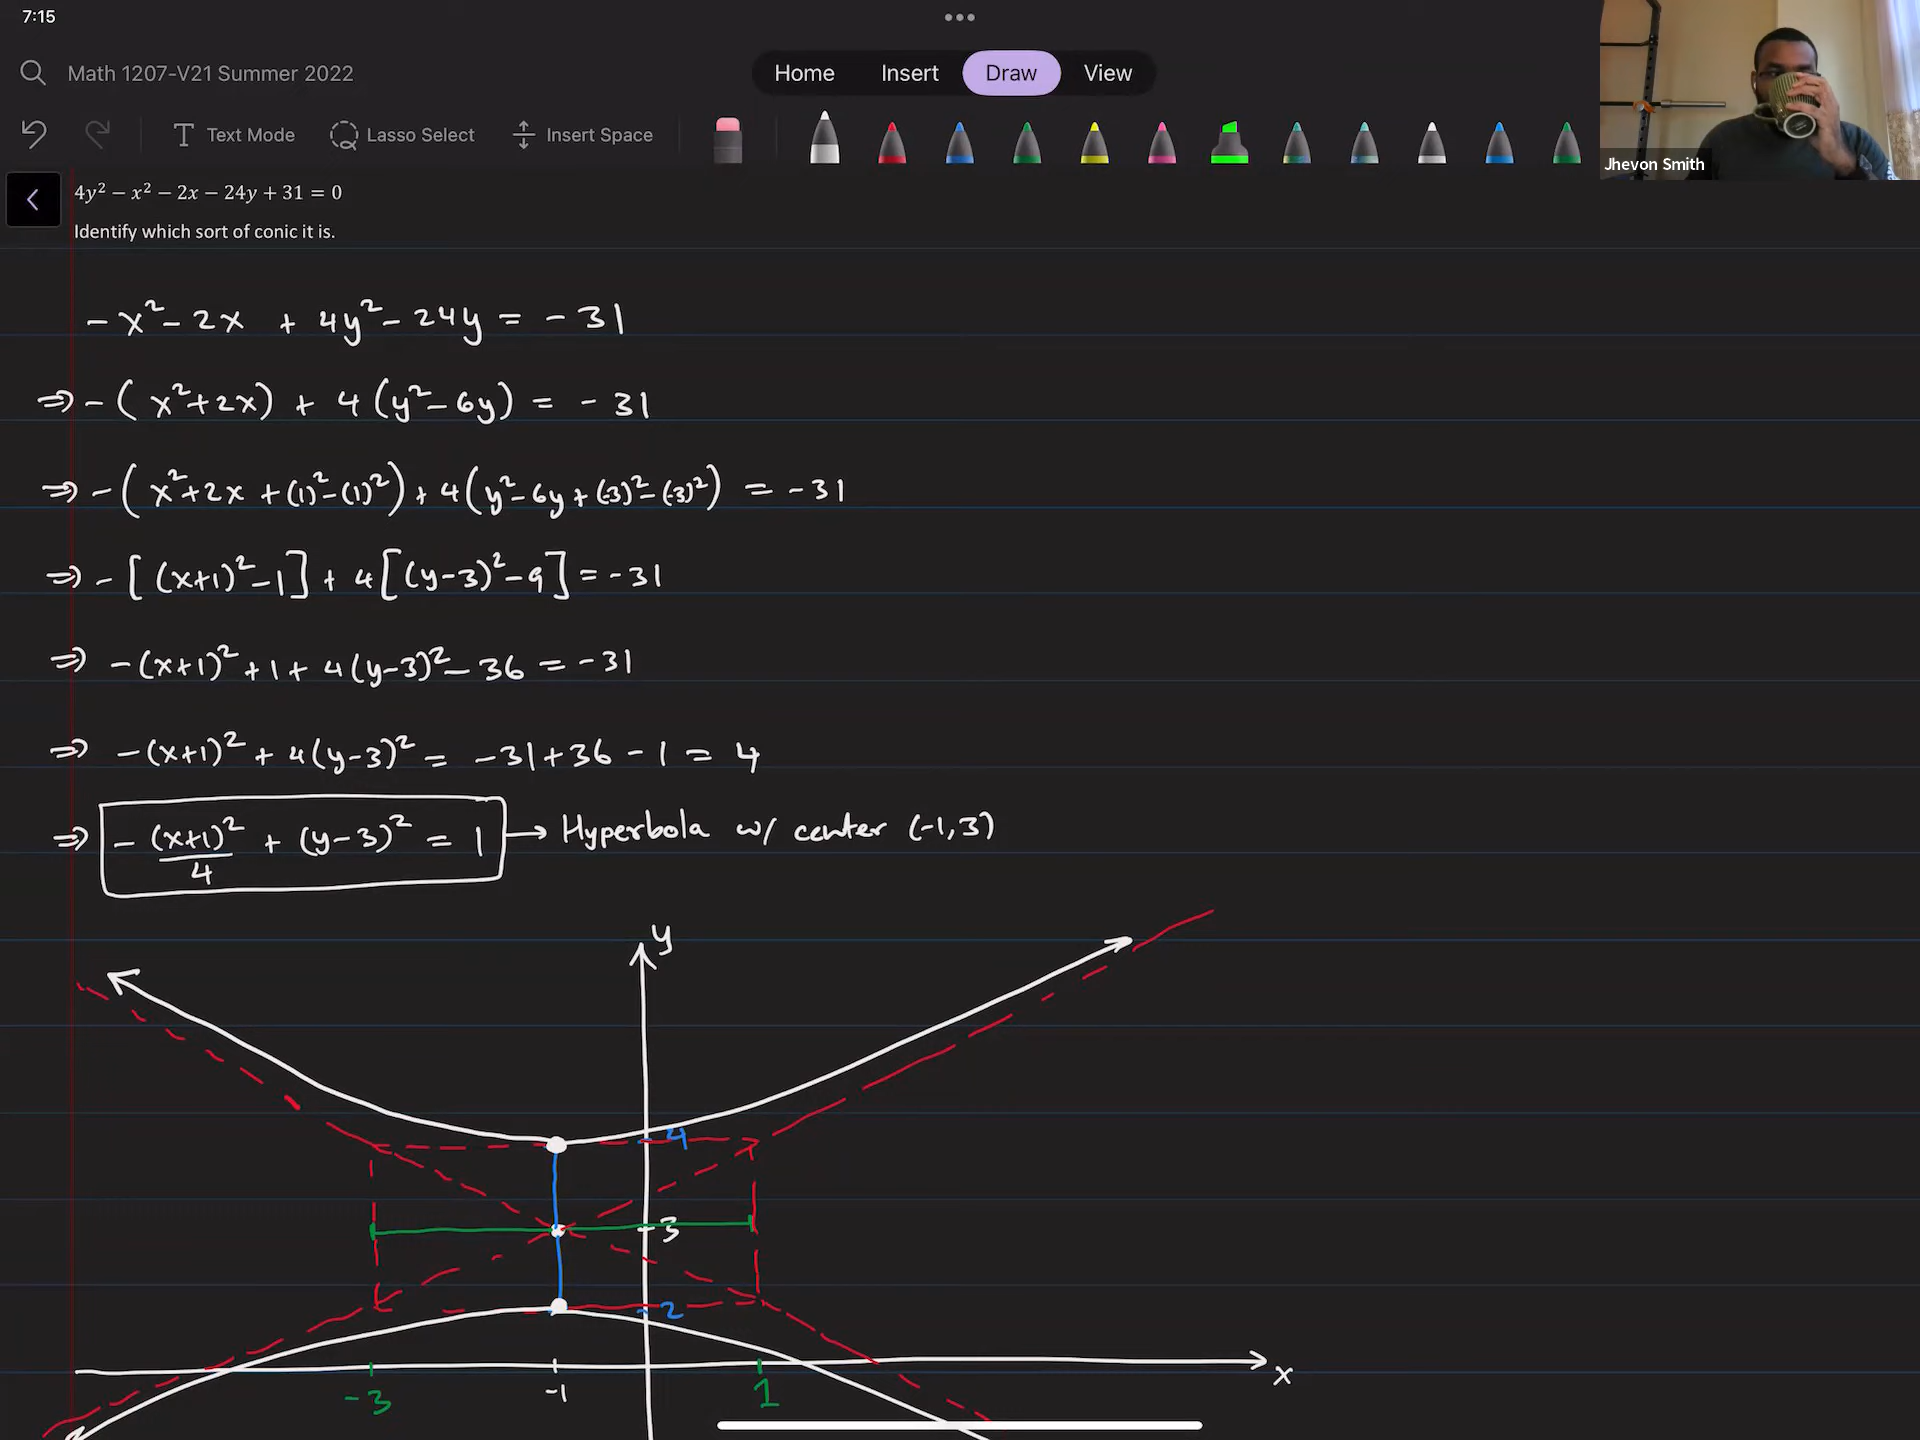 7:15
Math 1207-V21 Summer 2022
Home Insert Draw View
Text Mode Lasso Select Insert Space
Jhevon Smith
4y² − x² − 2x − 24y + 31 = 0
Identify which sort of conic it is.
-x² - 2x + 4y² - 24y = -31
⇒ -(x² + 2x) + 4(y² - 6y) = -31
⇒ -(x² + 2x + (1)² - (1)²) + 4(y² - 6y + (-3)² - (-3)²) = -31
⇒ -[(x+1)² - 1] + 4[(y-3)² - 9] = -31
⇒ -(x+1)² + 1 + 4(y-3)² - 36 = -31
⇒ -(x+1)² + 4(y-3)² = -31 + 36 - 1 = 4
⇒ -(x+1)²/4 + (y-3)² = 1 → Hyperbola w/ center (-1,3)
y
4
3
2
x
-3 -1 1